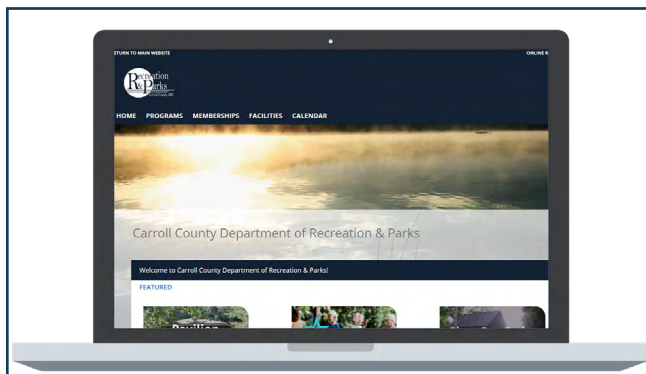 ETURN TO MAIN WEBSITE
ONLINE R
Recreation
& Parks
HOME PROGRAMS MEMBERSHIPS FACILITIES CALENDAR
Carroll County Department of Recreation & Parks
Welcome to Carroll County Department of Recreation & Parks!
FEATURED
Pavilion